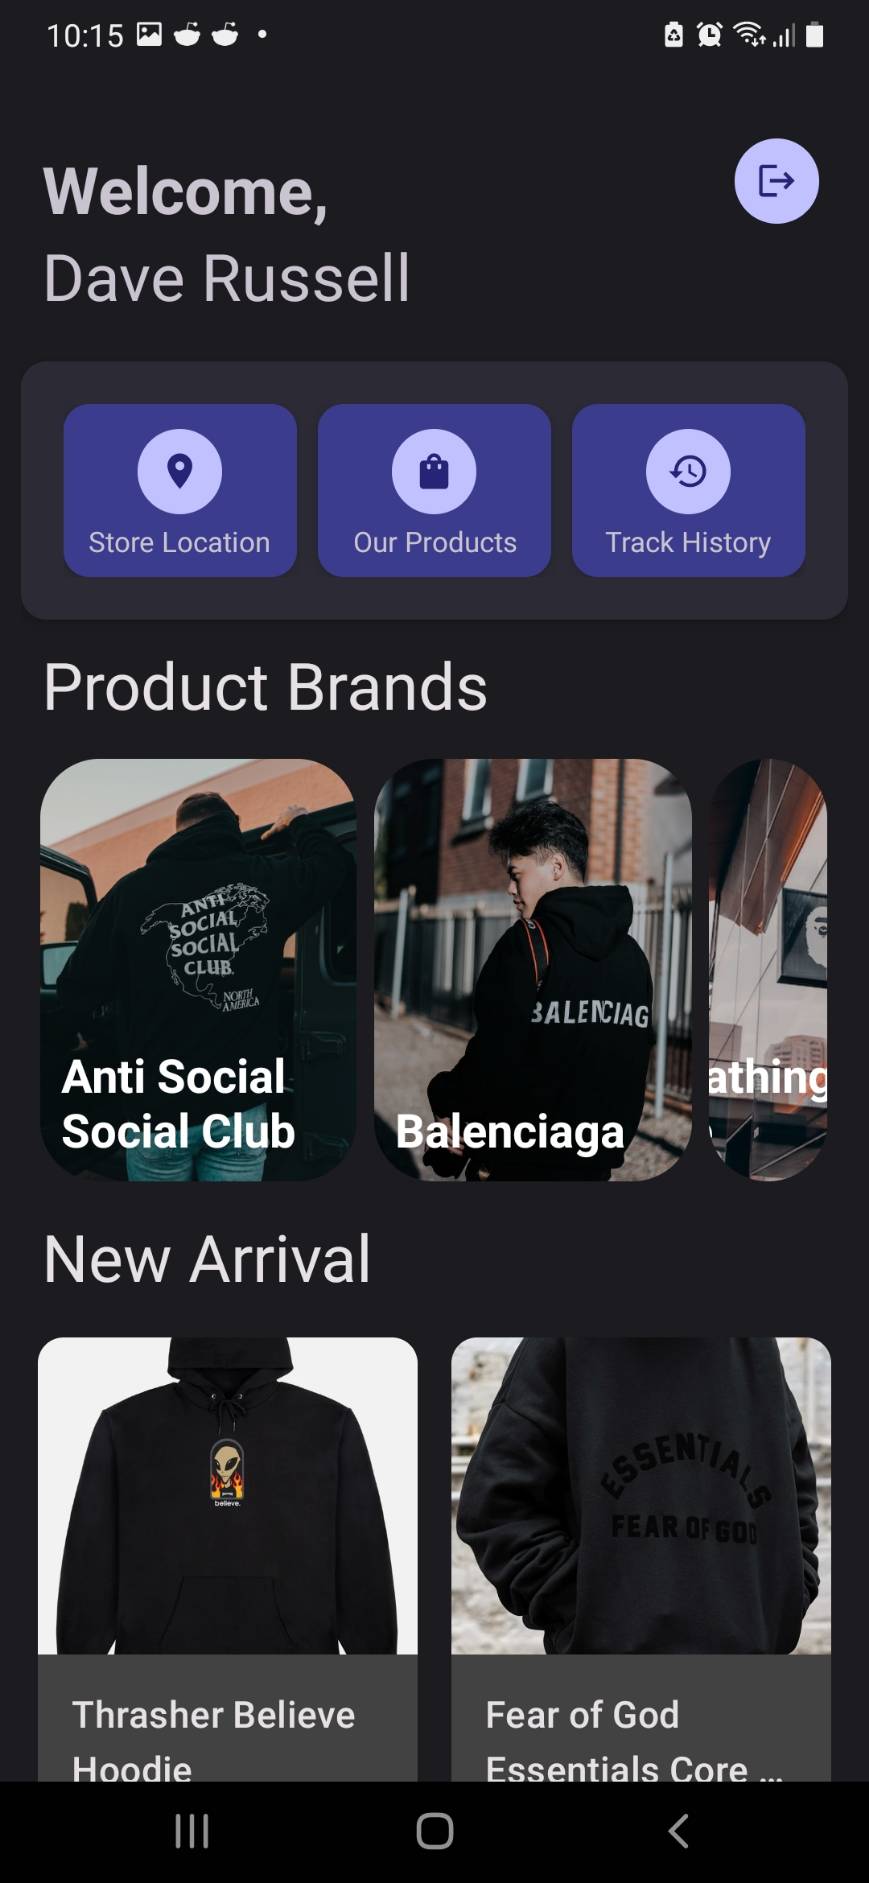 10:15
Welcome,
Dave Russell
Store Location
Our Products
Track History
Product Brands
ANTI
SOCIAL
SOCIAL
CLUB.
NORTH
AMERICA
Anti Social
Social Club
BALENCIAG
Balenciaga
athing
New Arrival
believe.
ESSENTIALS
FEAR OF GOD
Thrasher Believe
Hoodie
Fear of God
Essentials Core ...